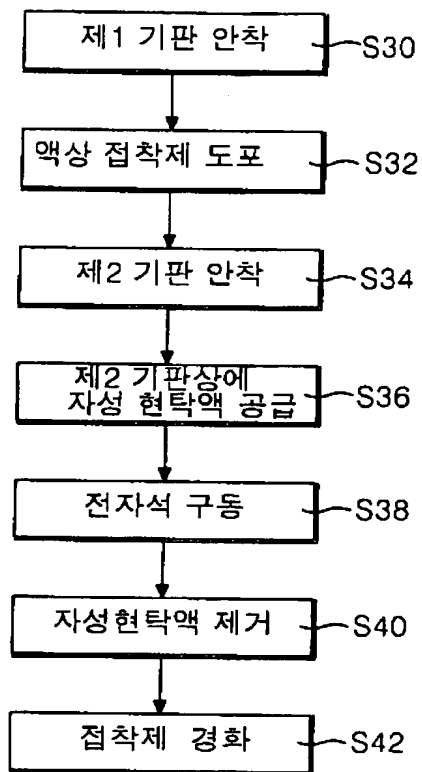 제1 기판 안착 S30
액상 접착제 도포 S32
제2 기판 안착 S34
제2 기판상에
자성 현탁액 공급 S36
전자석 구동 S38
자성현탁액 제거 S40
접착제 경화 S42